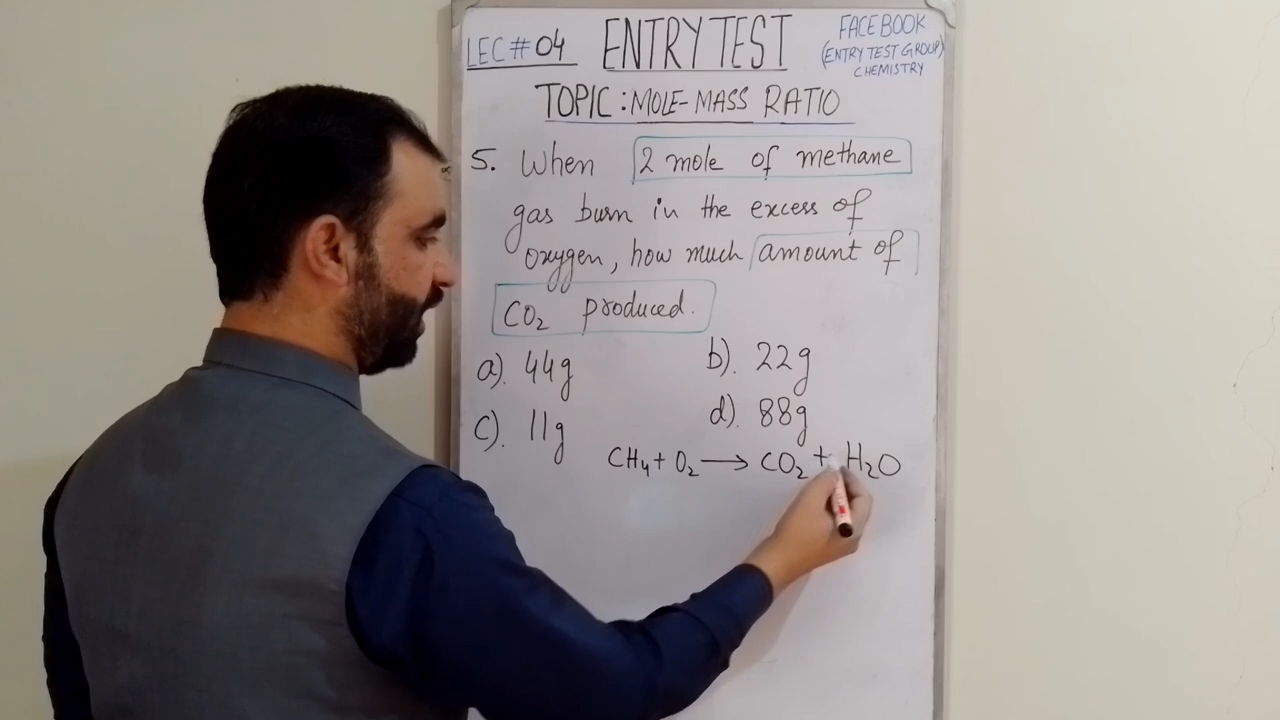 LEC # 04 ENTRY TEST
FACEBOOK
(ENTRY TEST GROUP)
CHEMISTRY
TOPIC: MOLE-MASS RATIO
5. When 2 mole of methane
gas burn in the excess of
oxygen, how much amount of
CO₂ produced.
a). 44g b). 22g
c). 11g d). 88g
CH₄ + O₂ ⟶ CO₂ + H₂O